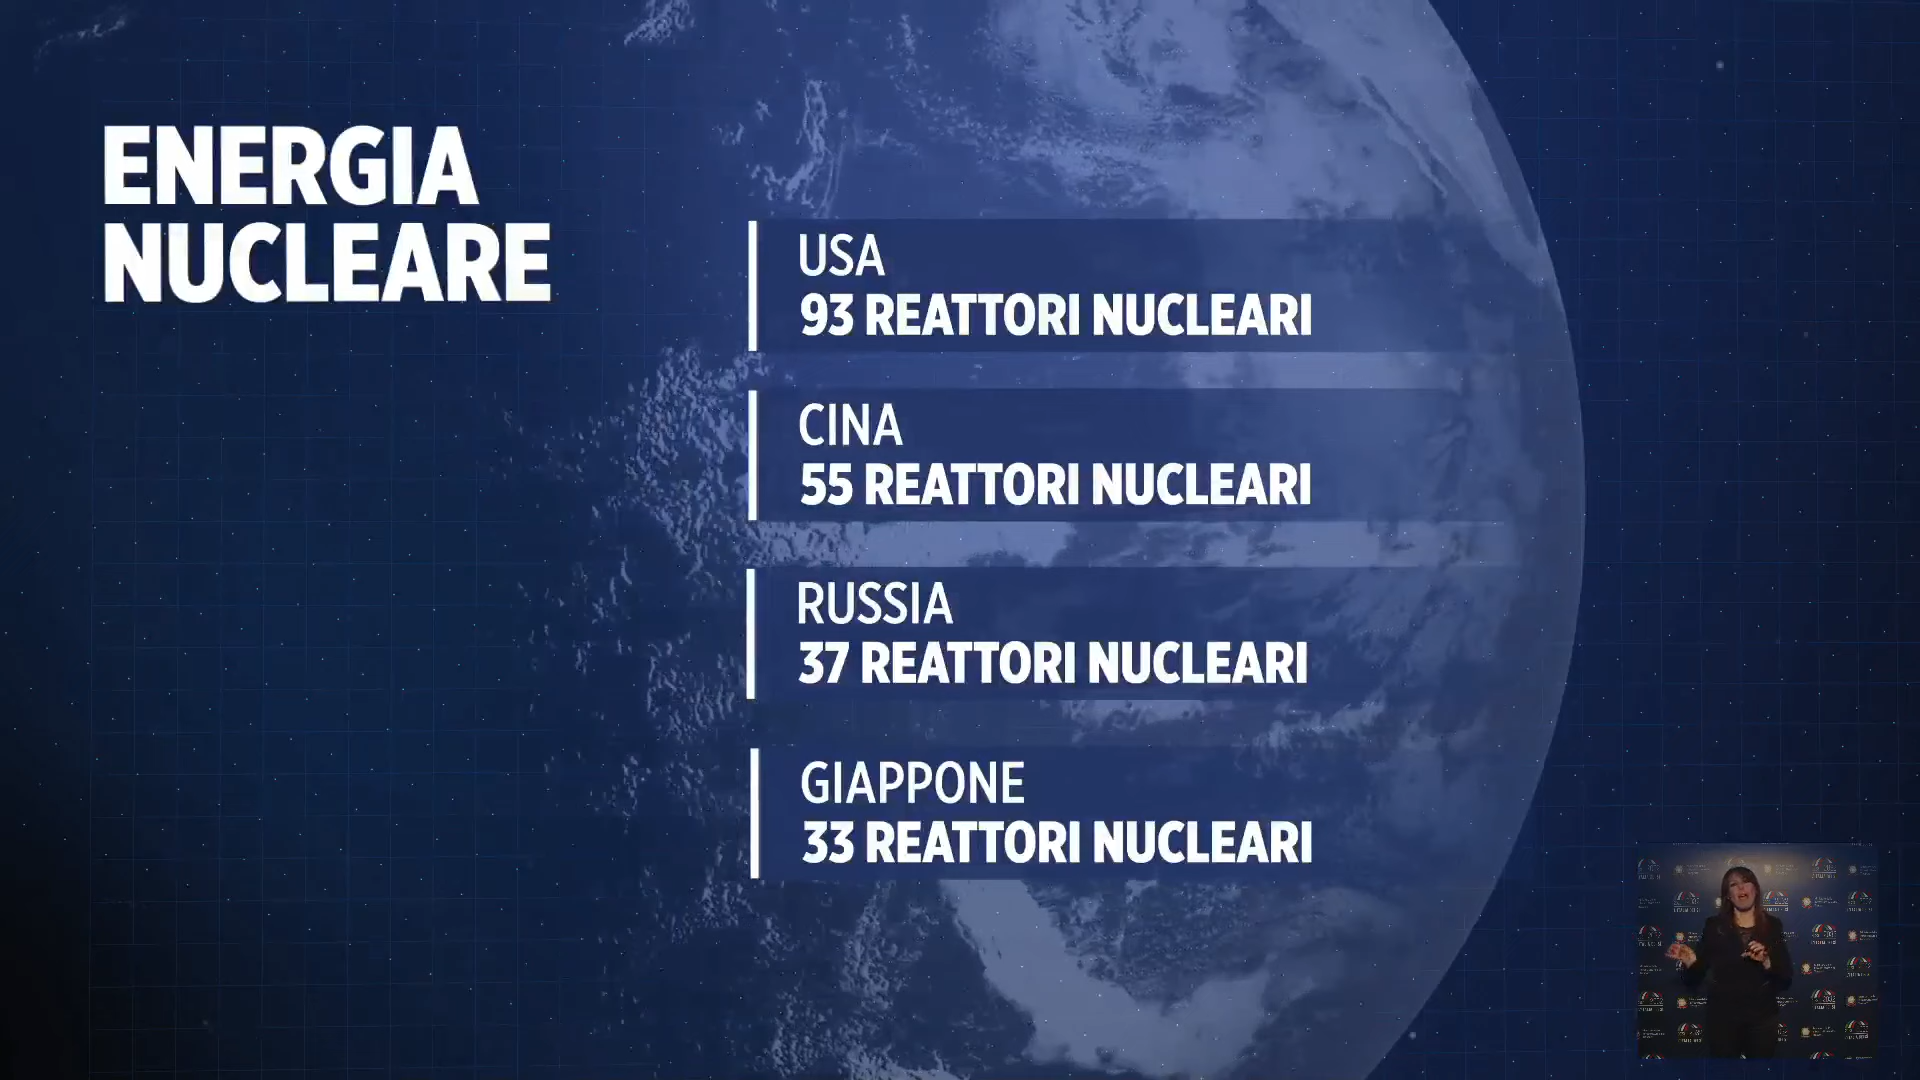 ENERGIA
NUCLEARE
USA
93 REATTORI NUCLEARI
CINA
55 REATTORI NUCLEARI
RUSSIA
37 REATTORI NUCLEARI
GIAPPONE
33 REATTORI NUCLEARI